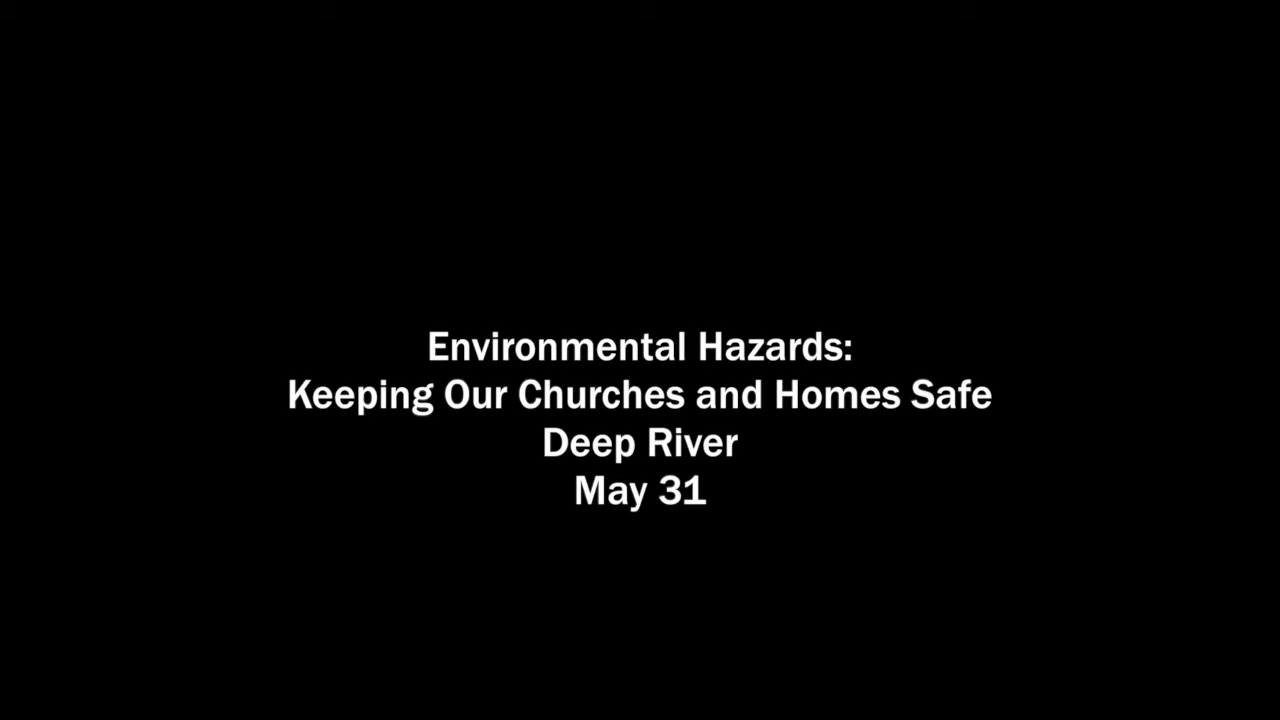 Environmental Hazards:
Keeping Our Churches and Homes Safe
Deep River
May 31